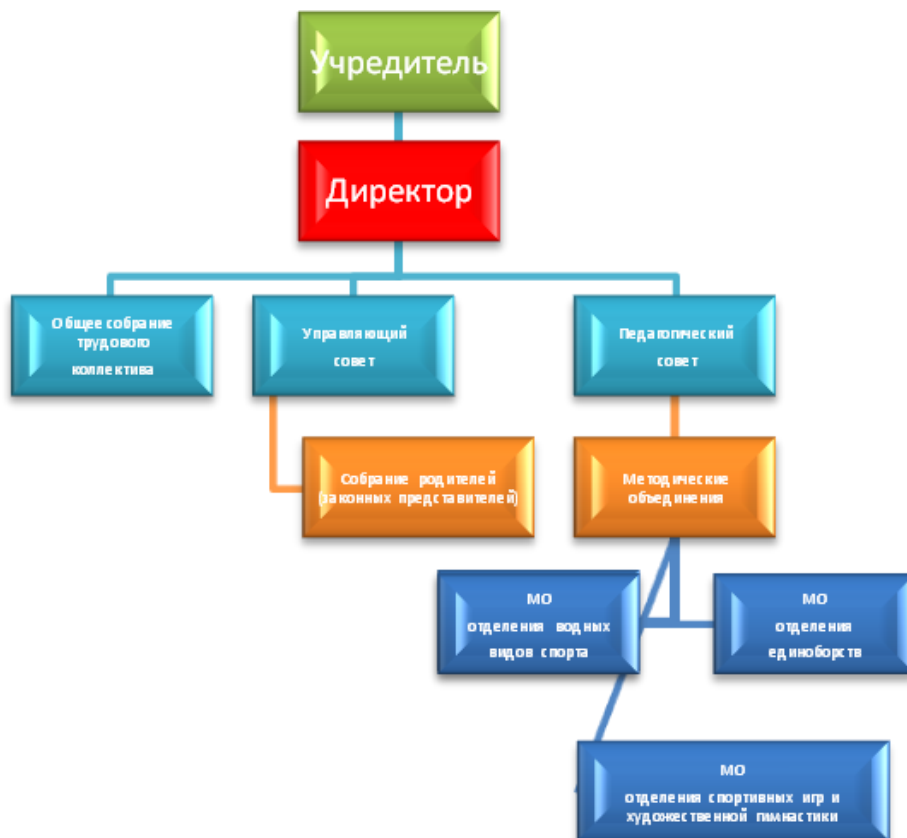 Учредитель
Директор
Общее собрание
трудового
коллектива
Управляющий
совет
Педагогический
совет
Собрание родителей
(законных представителей)
Методические
объединения
МО
отделения водных
видов спорта
МО
отделения
единоборств
МО
отделения спортивных игр и
художественной гимнастики